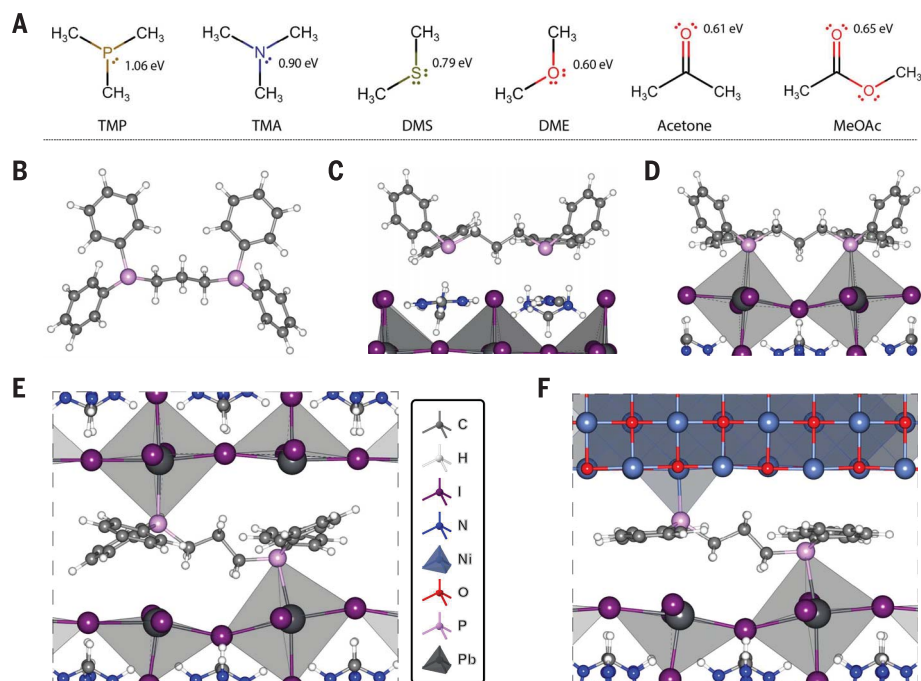 A
H₃C P CH₃ 1.06 eV CH₃
H₃C N CH₃ 0.90 eV CH₃
CH₃ S 0.79 eV H₃C
CH₃ O 0.60 eV H₃C
O 0.61 eV H₃C CH₃
O 0.65 eV H₃C O CH₃
TMP TMA DMS DME Acetone MeOAc
B C D
E F
C
H
I
N
Ni
O
P
Pb